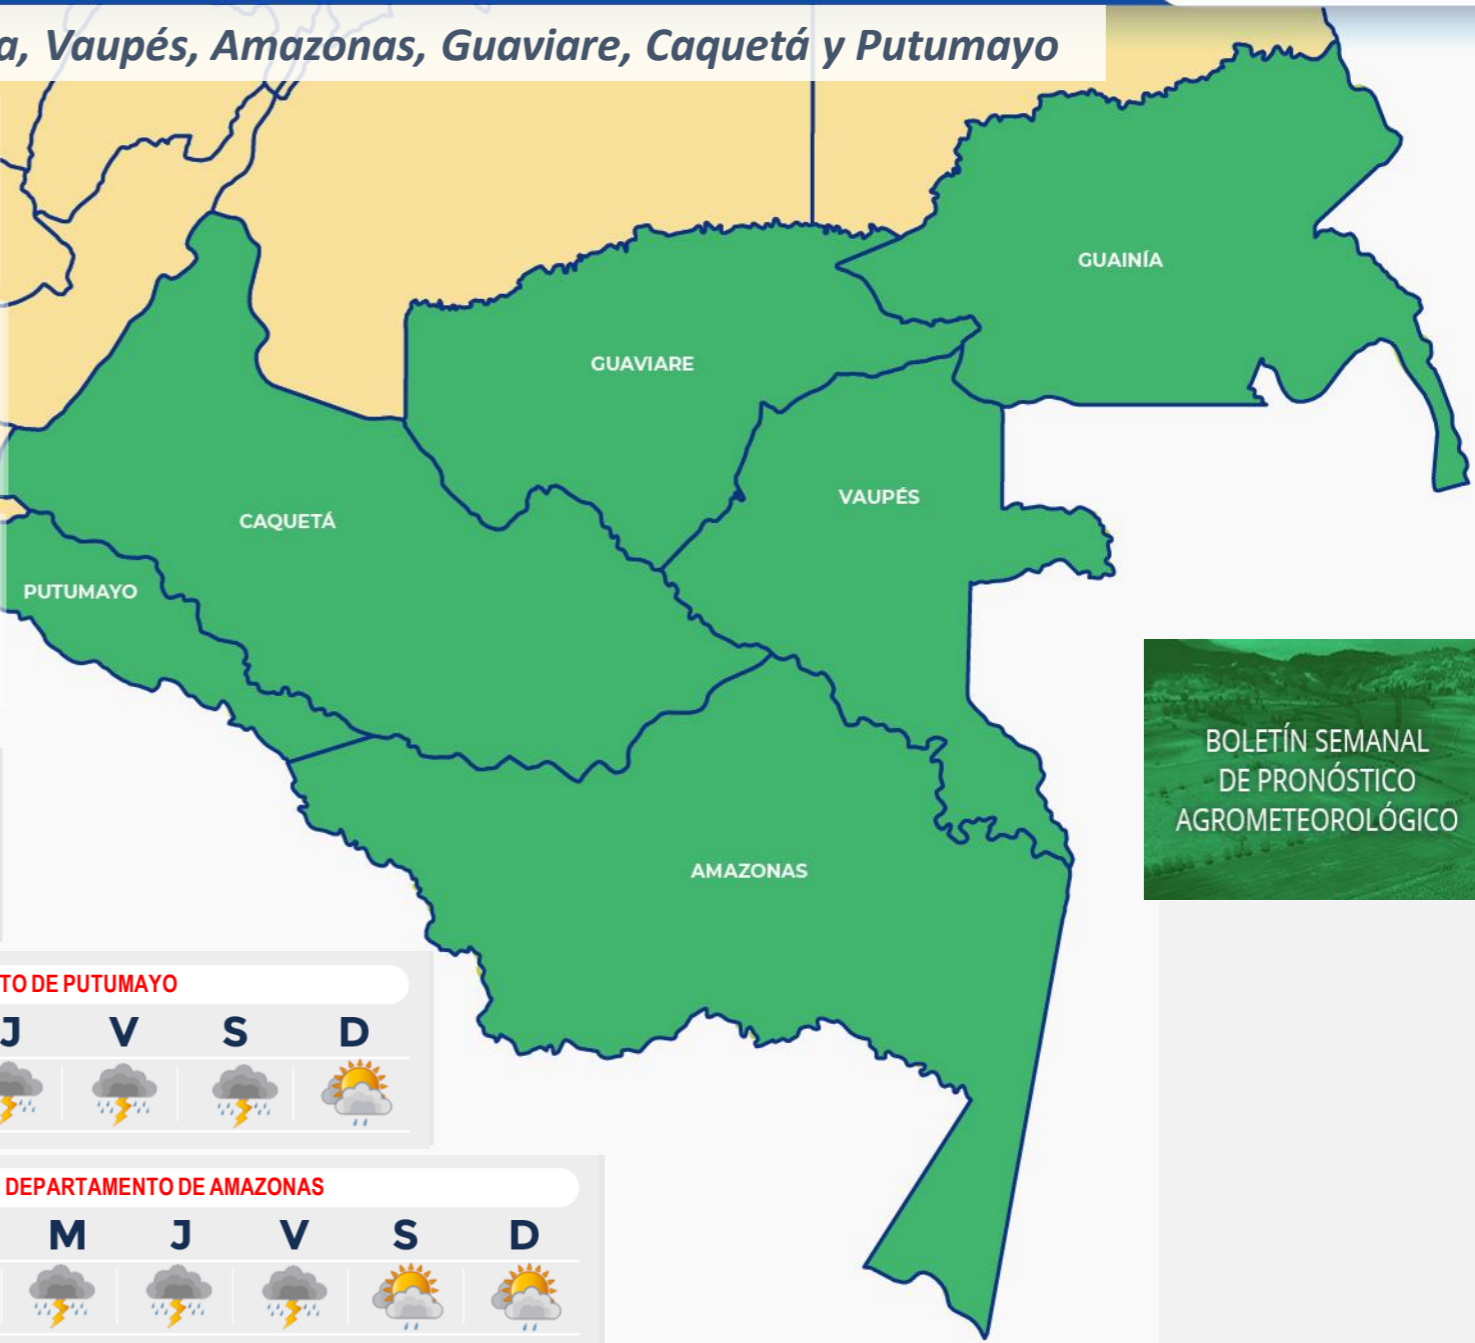 a, Vaupés, Amazonas, Guaviare, Caquetá y Putumayo
GUAINÍA
GUAVIARE
VAUPÉS
CAQUETÁ
PUTUMAYO
BOLETÍN SEMANAL
DE PRONÓSTICO
AGROMETEOROLÓGICO
AMAZONAS
TO DE PUTUMAYO
J V S D
DEPARTAMENTO DE AMAZONAS
M J V S D